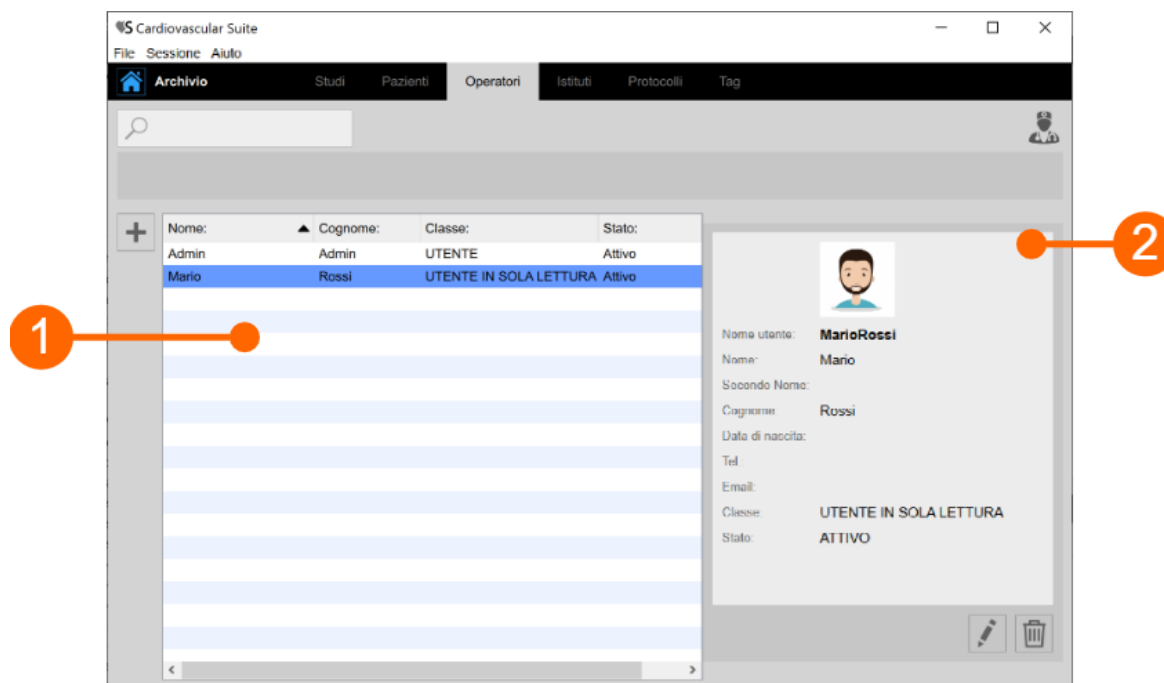 Cardiovascular Suite
File Sessione Aiuto
Archivio Studi Pazienti Operatori Istituti Protocolli Tag
Nome: Cognome: Classe: Stato:
Admin Admin UTENTE Attivo
Mario Rossi UTENTE IN SOLA LETTURA Attivo
1
2
Nome utente: MarioRossi
Nome: Mario
Secondo Nome:
Cognome: Rossi
Data di nascita:
Tel
Email:
Classe: UTENTE IN SOLA LETTURA
Stato: ATTIVO